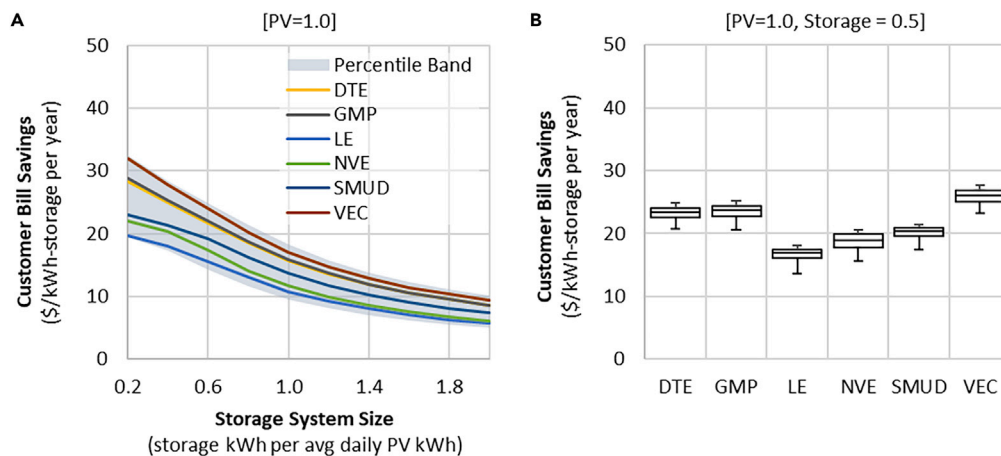 A
[PV=1.0]
Customer Bill Savings
($/kWh-storage per year)
50
40
30
20
10
0
Percentile Band
DTE
GMP
LE
NVE
SMUD
VEC
0.2 0.6 1.0 1.4 1.8
Storage System Size
(storage kWh per avg daily PV kWh)
B
[PV=1.0, Storage = 0.5]
Customer Bill Savings
($/kWh-storage per year)
50
40
30
20
10
0
DTE GMP LE NVE SMUD VEC